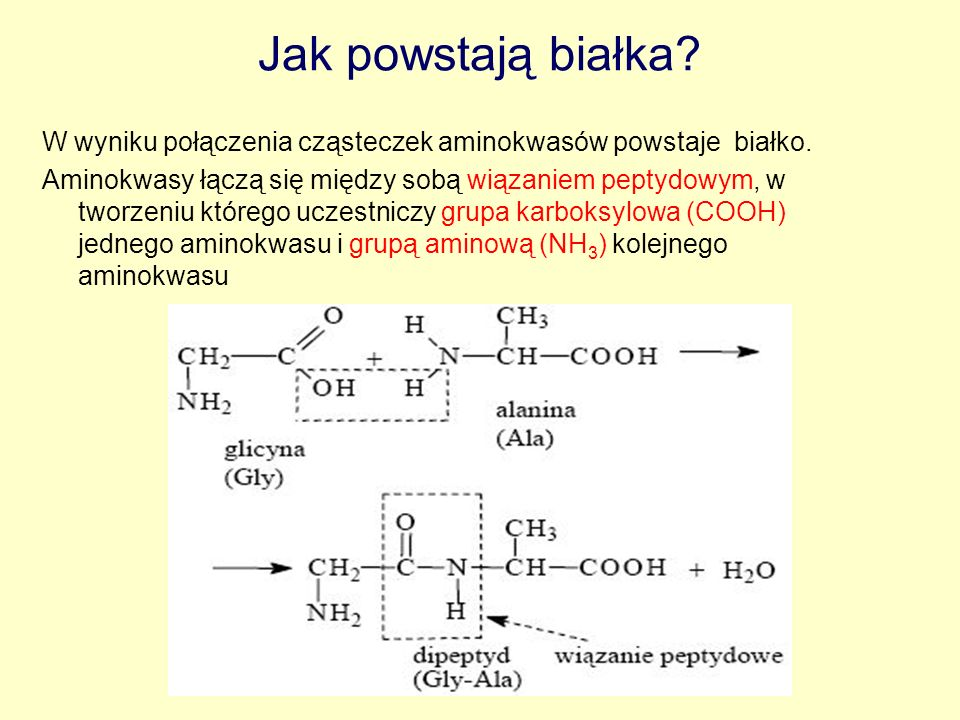 Jak powstają białka?
W wyniku połączenia cząsteczek aminokwasów powstaje białko.
Aminokwasy łączą się między sobą wiązaniem peptydowym, w
tworzeniu którego uczestniczy grupa karboksylowa (COOH)
jednego aminokwasu i grupą aminową (NH₃) kolejnego
aminokwasu
O H CH₃
CH₂—C + N—CH—COOH
NH₂ OH H
alanina
(Ala)
glicyna
(Gly)
O CH₃
CH₂—C—N—CH—COOH + H₂O
NH₂ H
dipeptyd wiązanie peptydowe
(Gly-Ala)